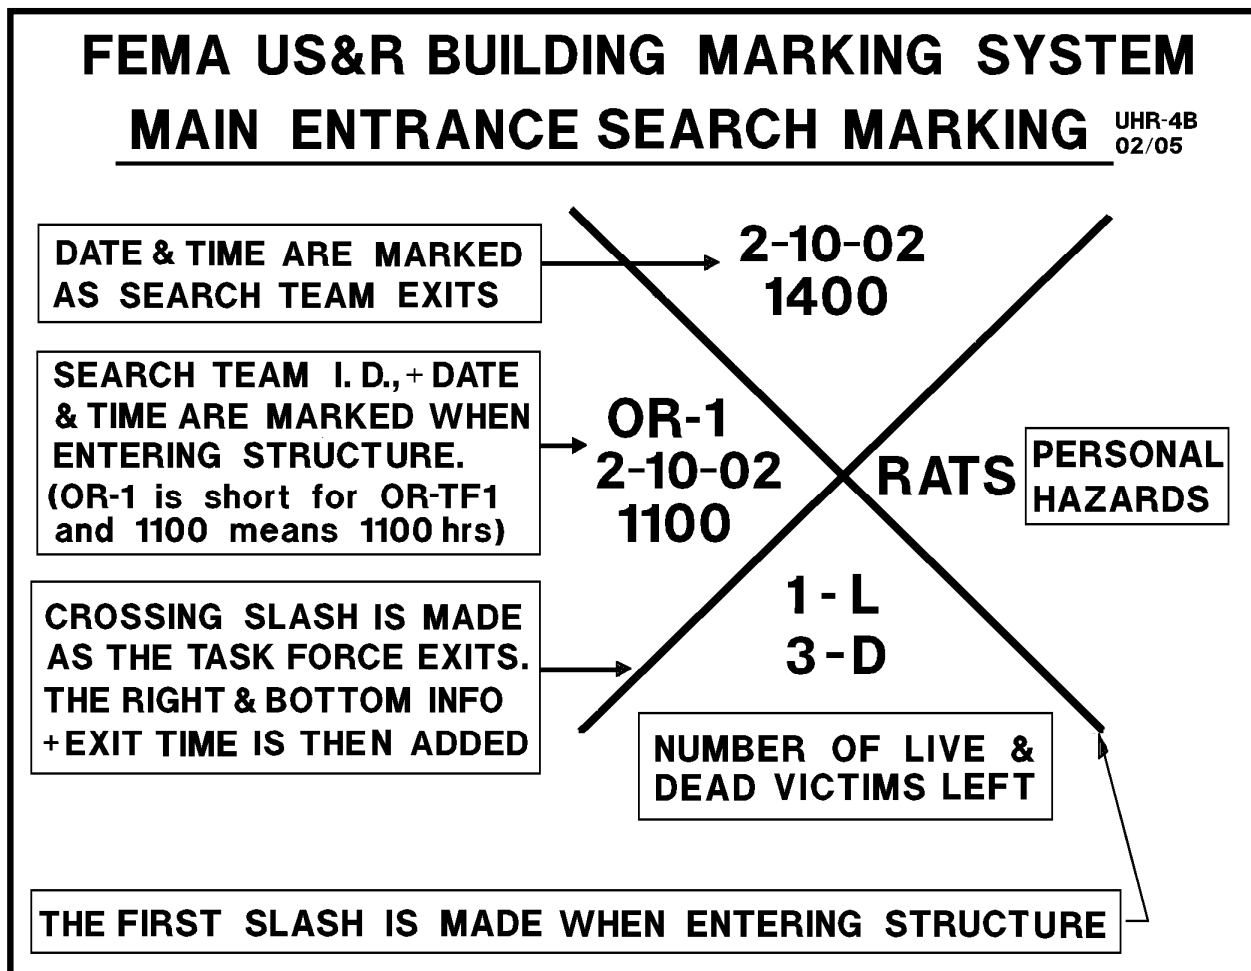 FEMA US&R BUILDING MARKING SYSTEM
MAIN ENTRANCE SEARCH MARKING
UHR-4B
02/05
DATE & TIME ARE MARKED
AS SEARCH TEAM EXITS
2-10-02
1400
SEARCH TEAM I. D., + DATE
& TIME ARE MARKED WHEN
ENTERING STRUCTURE.
(OR-1 is short for OR-TF1
and 1100 means 1100 hrs)
OR-1
2-10-02
1100
RATS
PERSONAL
HAZARDS
1 - L
3 - D
CROSSING SLASH IS MADE
AS THE TASK FORCE EXITS.
THE RIGHT & BOTTOM INFO
+EXIT TIME IS THEN ADDED
NUMBER OF LIVE &
DEAD VICTIMS LEFT
THE FIRST SLASH IS MADE WHEN ENTERING STRUCTURE